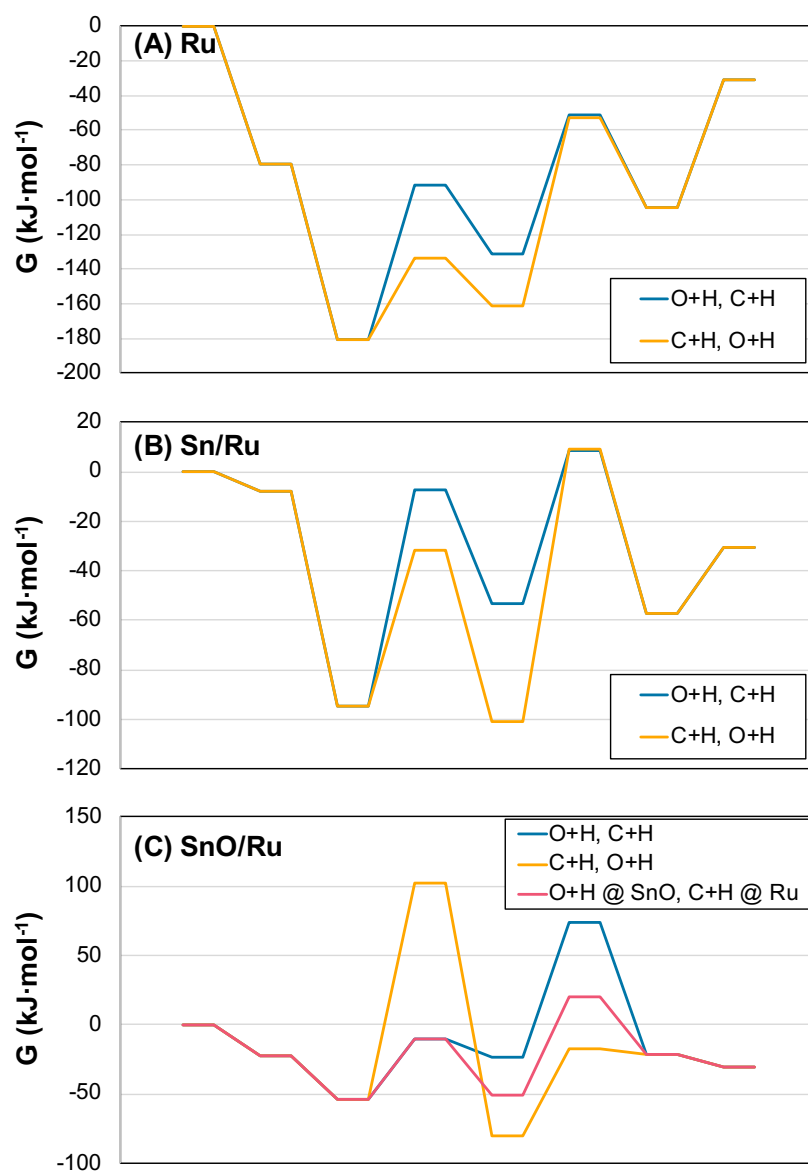 0
(A) Ru
-20
-40
-60
-80
-100
-120
-140
-160
-180
-200
G (kJ·mol⁻¹)
O+H, C+H
C+H, O+H
20
(B) Sn/Ru
0
-20
-40
-60
-80
-100
-120
G (kJ·mol⁻¹)
O+H, C+H
C+H, O+H
150
(C) SnO/Ru
100
50
0
-50
-100
G (kJ·mol⁻¹)
O+H, C+H
C+H, O+H
O+H @ SnO, C+H @ Ru